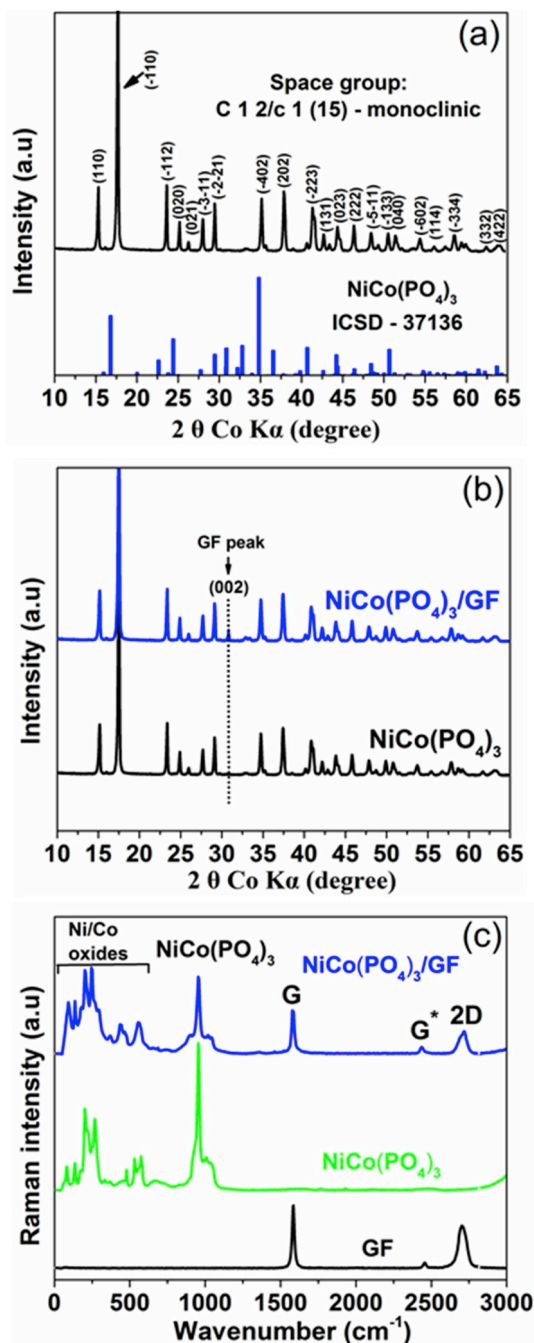 (a)
(-110)
Space group:
C 1 2/c 1 (15) - monoclinic
(110)
(-112)
(020)
(021)
(-3-11)
(-2-21)
(-402)
(202)
(-223)
(131)
(023)
(222)
(-5-11)
(-133)
(040)
(-602)
(114)
(-334)
(332)
(422)
Intensity (a.u)
NiCo(PO4)3
ICSD - 37136
10 15 20 25 30 35 40 45 50 55 60 65
2 θ Co Kα (degree)
(b)
GF peak
(002)
NiCo(PO4)3/GF
NiCo(PO4)3
Intensity (a.u)
10 15 20 25 30 35 40 45 50 55 60 65
2 θ Co Kα (degree)
(c)
Ni/Co
oxides
NiCo(PO4)3
NiCo(PO4)3/GF
G
G* 2D
NiCo(PO4)3
GF
Raman intensity (a.u)
0 500 1000 1500 2000 2500 3000
Wavenumber (cm-1)